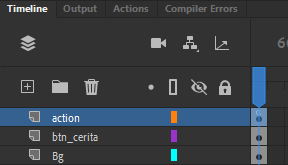 Timeline Output Actions Compiler Errors
action
btn_cerita
Bg